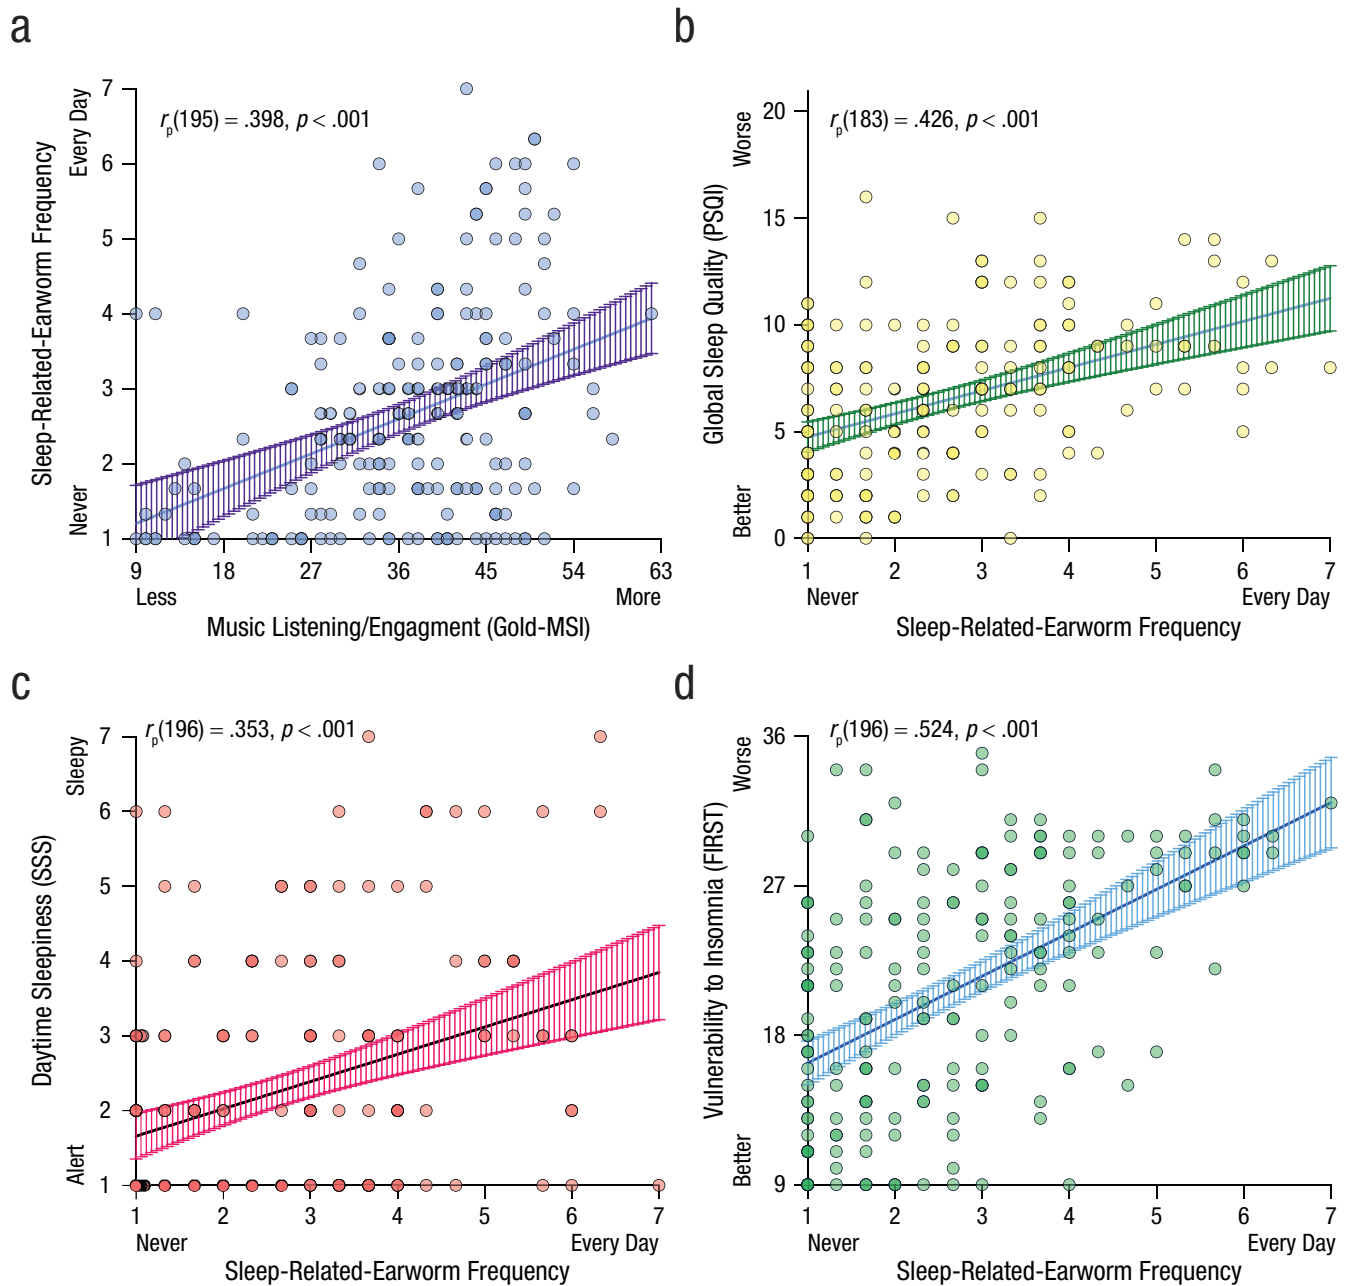 a
7
6
5
4
3
2
1
Every Day
Never
Sleep-Related-Earworm Frequency
rp(195) = .398, p < .001
9 18 27 36 45 54 63
Less More
Music Listening/Engagment (Gold-MSI)
b
20
15
10
5
0
Worse
Better
Global Sleep Quality (PSQI)
rp(183) = .426, p < .001
1 2 3 4 5 6 7
Never Every Day
Sleep-Related-Earworm Frequency
c
7
6
5
4
3
2
1
Sleepy
Alert
Daytime Sleepiness (SSS)
rp(196) = .353, p < .001
1 2 3 4 5 6 7
Never Every Day
Sleep-Related-Earworm Frequency
d
36
27
18
9
Worse
Better
Vulnerability to Insomnia (FIRST)
rp(196) = .524, p < .001
1 2 3 4 5 6 7
Never Every Day
Sleep-Related-Earworm Frequency